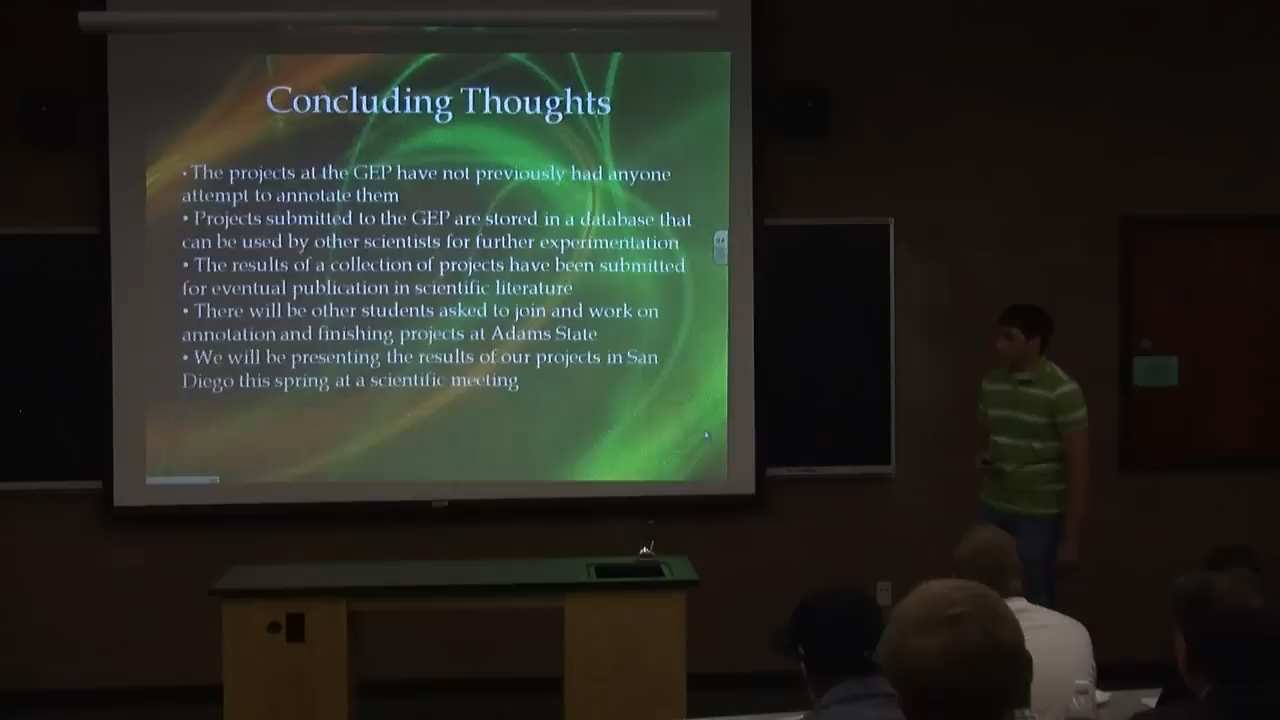 Concluding Thoughts
• The projects at the GEP have not previously had anyone
attempt to annotate them
• Projects submitted to the GEP are stored in a database that
can be used by other scientists for further experimentation
• The results of a collection of projects have been submitted
for eventual publication in scientific literature
• There will be other students asked to join and work on
annotation and finishing projects at Adams State
• We will be presenting the results of our projects in San
Diego this spring at a scientific meeting